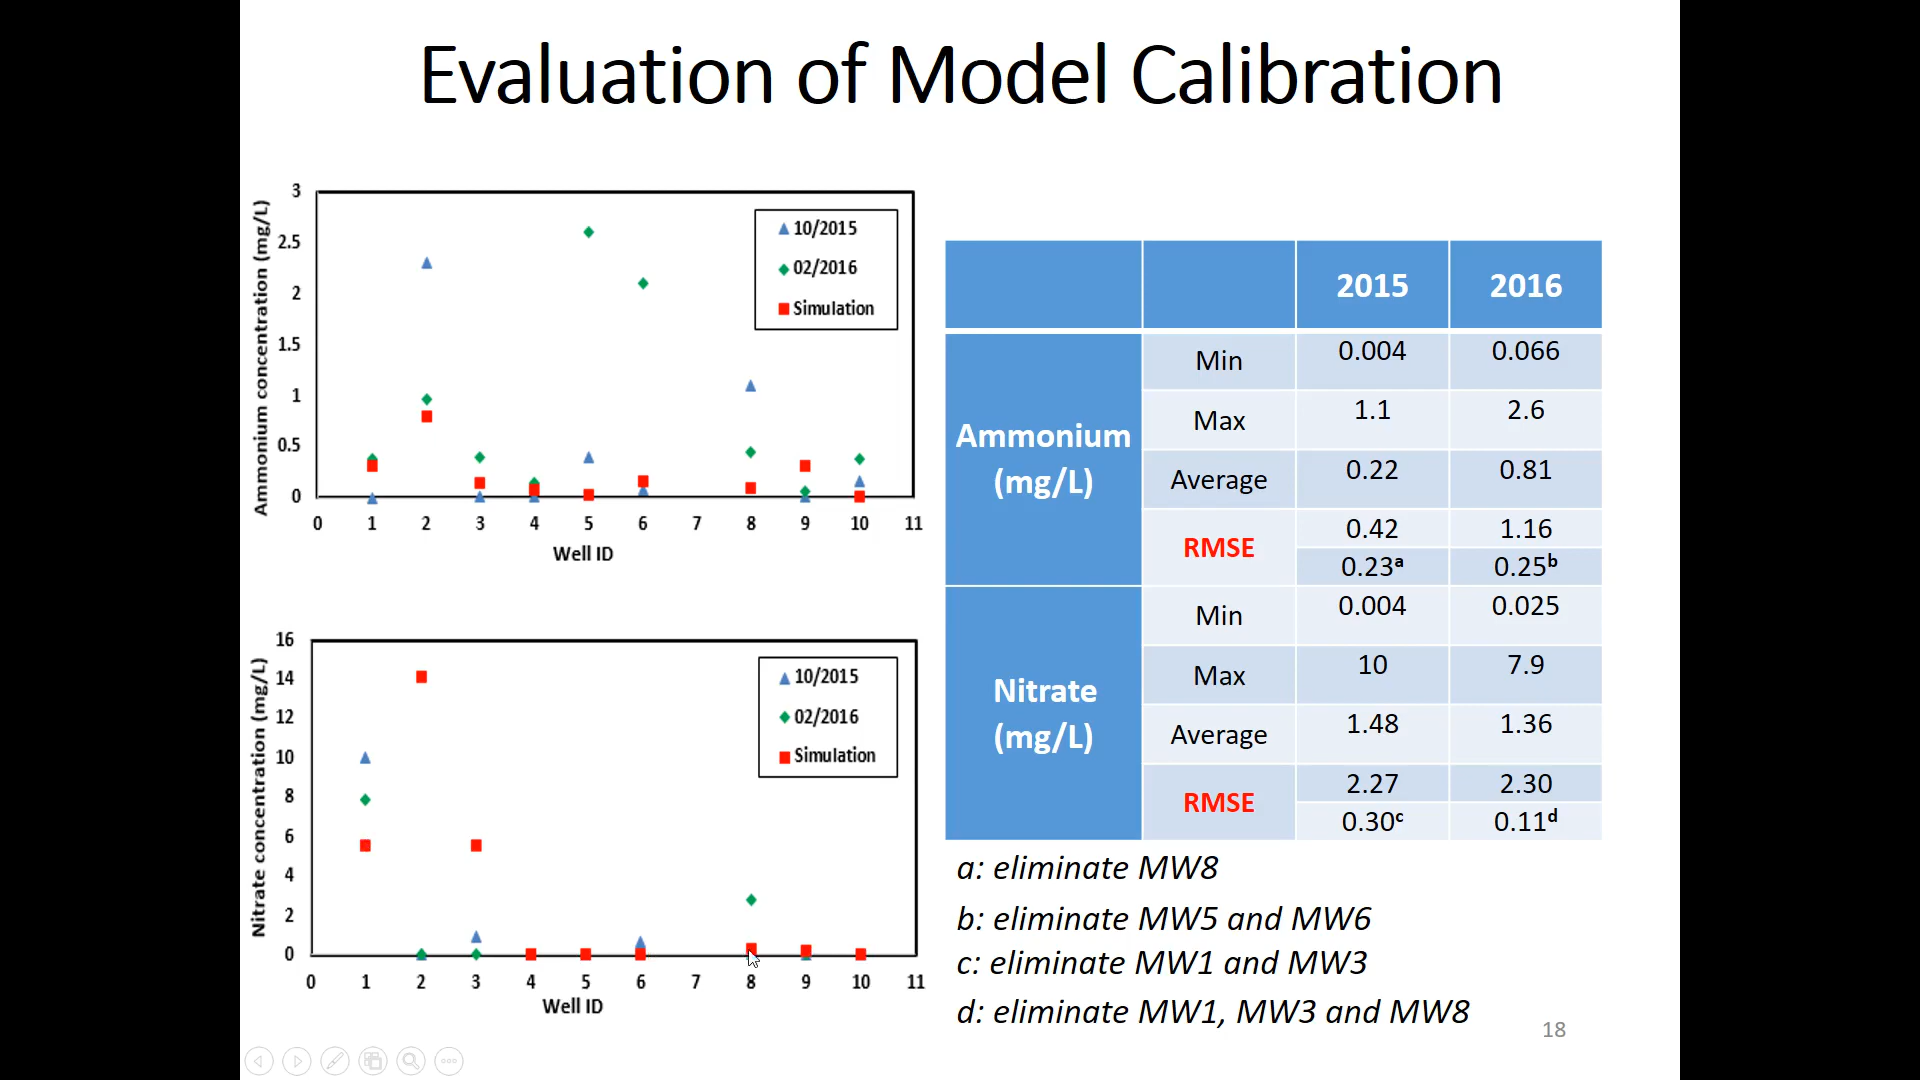 Evaluation of Model Calibration
Ammonium concentration (mg/L)
3
2.5
2
1.5
1
0.5
0
10/2015
02/2016
Simulation
0 1 2 3 4 5 6 7 8 9 10 11
Well ID
Nitrate concentration (mg/L)
16
14
12
10
8
6
4
2
0
10/2015
02/2016
Simulation
0 1 2 3 4 5 6 7 8 9 10 11
Well ID
2015 2016
Ammonium (mg/L)
Min 0.004 0.066
Max 1.1 2.6
Average 0.22 0.81
RMSE 0.42 1.16
0.23a 0.25b
Nitrate (mg/L)
Min 0.004 0.025
Max 10 7.9
Average 1.48 1.36
RMSE 2.27 2.30
0.30c 0.11d
a: eliminate MW8
b: eliminate MW5 and MW6
c: eliminate MW1 and MW3
d: eliminate MW1, MW3 and MW8
18